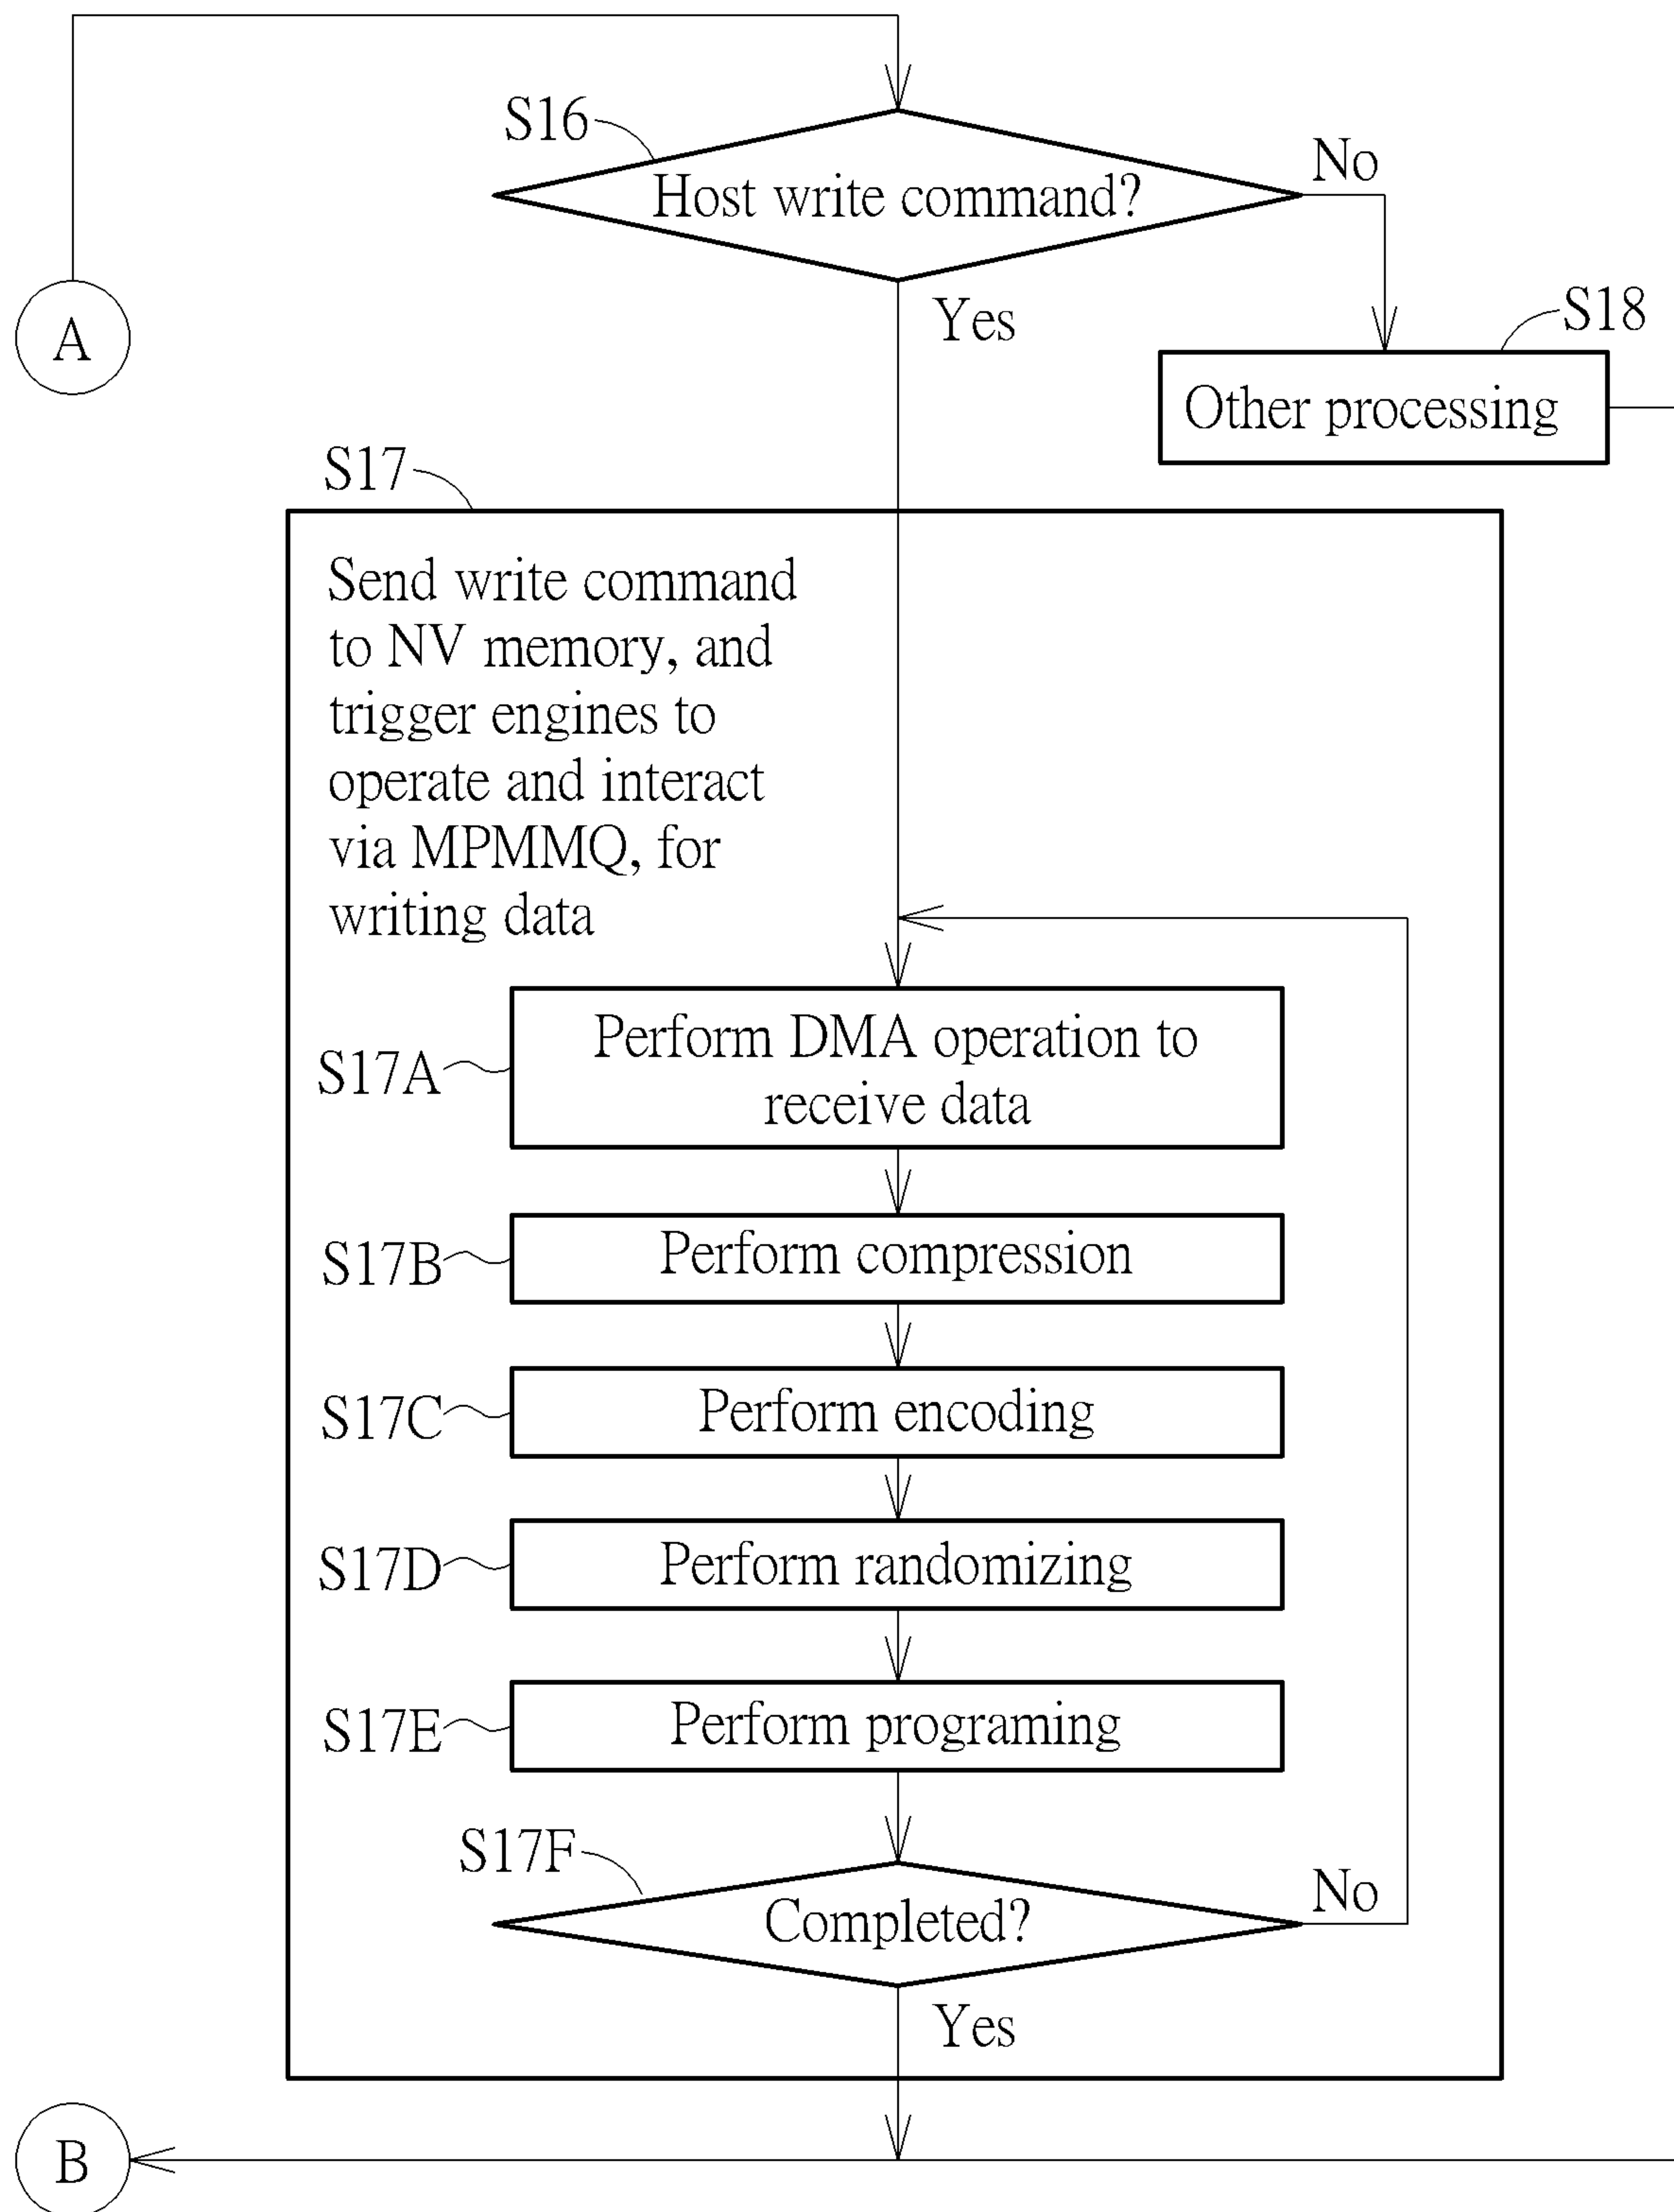 S16
Host write command?
No
A
Yes
S18
Other processing
S17
Send write command
to NV memory, and
trigger engines to
operate and interact
via MPMMQ, for
writing data
S17A
Perform DMA operation to
receive data
S17B
Perform compression
S17C
Perform encoding
S17D
Perform randomizing
S17E
Perform programing
S17F
Completed?
No
Yes
B